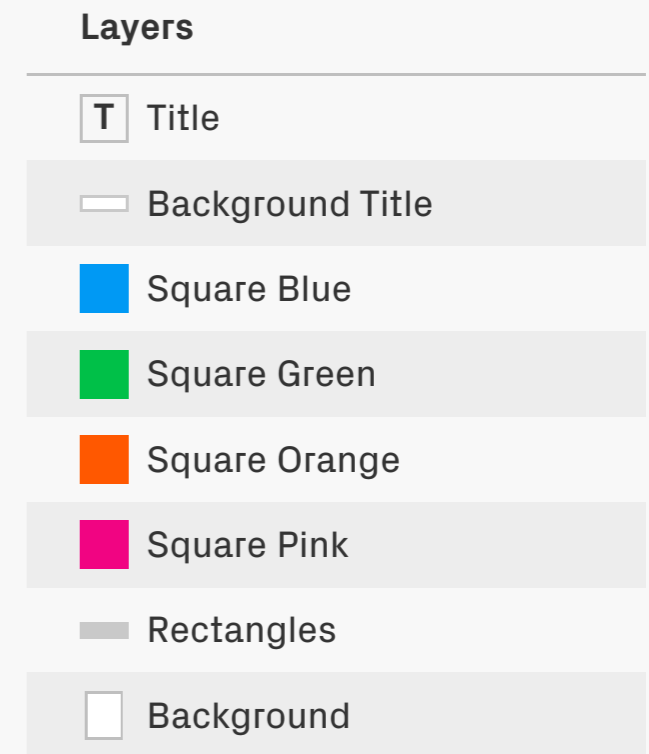 Layers
T Title
Background Title
Square Blue
Square Green
Square Orange
Square Pink
Rectangles
Background